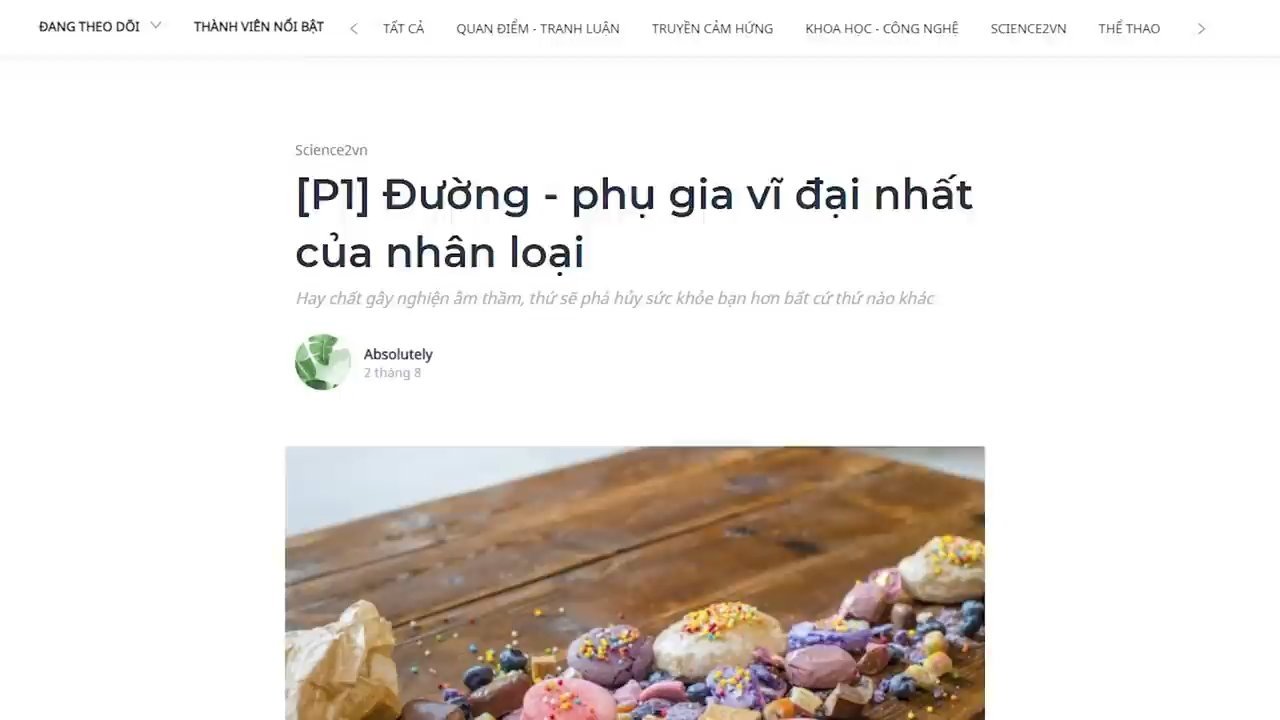 ĐANG THEO DÕI
THÀNH VIÊN NỔI BẬT
TẤT CẢ
QUAN ĐIỂM - TRANH LUẬN
TRUYỀN CẢM HỨNG
KHOA HỌC - CÔNG NGHỆ
SCIENCE2VN
THỂ THAO
Science2vn
[P1] Đường - phụ gia vĩ đại nhất
của nhân loại
Hay chất gây nghiện âm thầm, thứ sẽ phá hủy sức khỏe bạn hơn bất cứ thứ nào khác
Absolutely
2 tháng 8